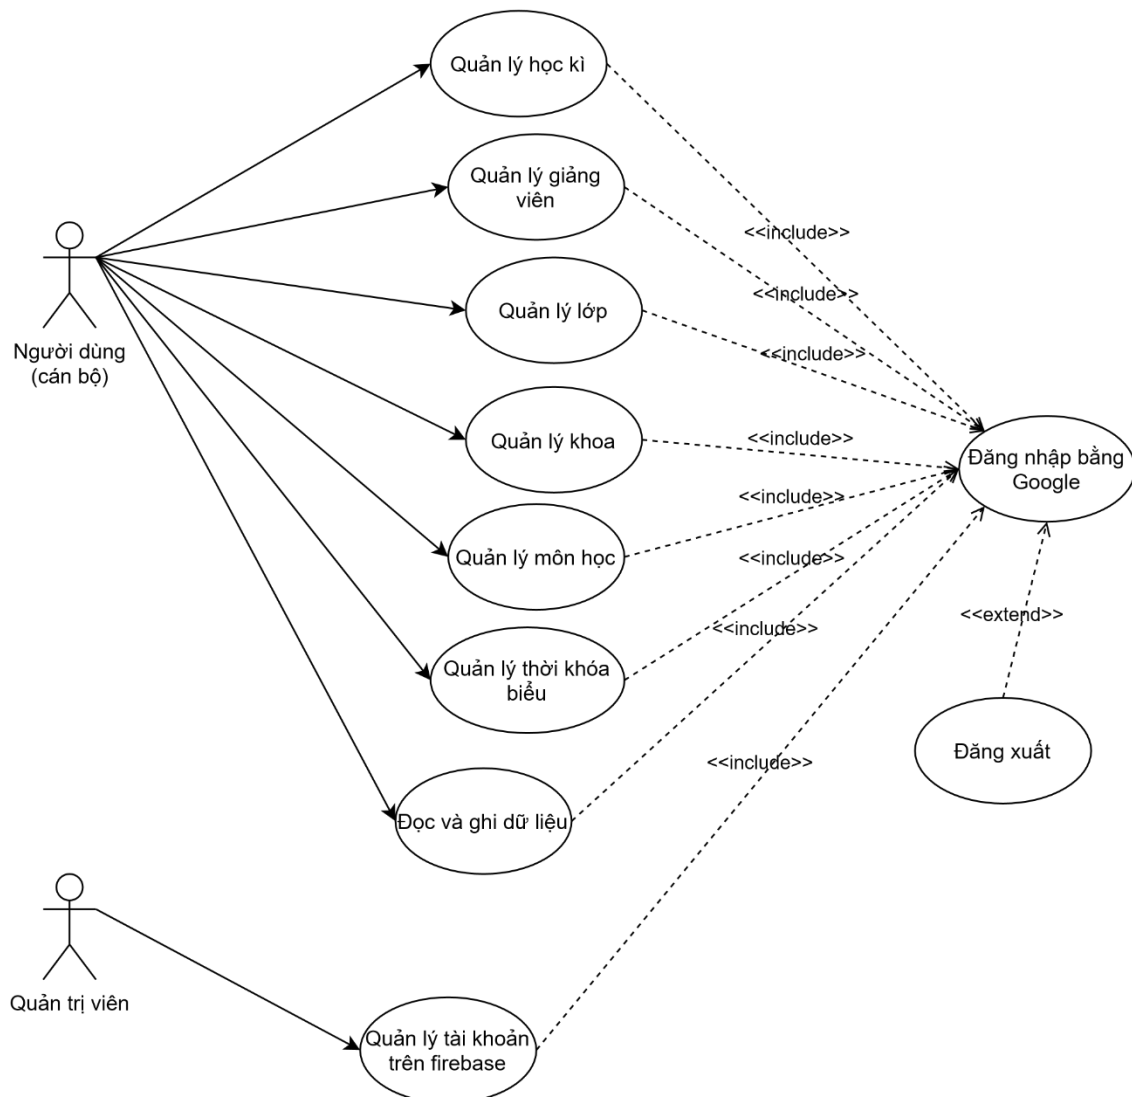 Quản lý học kì
Quản lý giảng
viên
<<include>>
<<include>>
Quản lý lớp
<<include>>
Người dùng
(cán bộ)
Quản lý khoa
<<include>>
Đăng nhập bằng
Google
<<include>>
Quản lý môn học
<<include>>
<<extend>>
<<include>>
Quản lý thời khóa
biểu
Đăng xuất
<<include>>
Đọc và ghi dữ liệu
Quản trị viên
Quản lý tài khoản
trên firebase